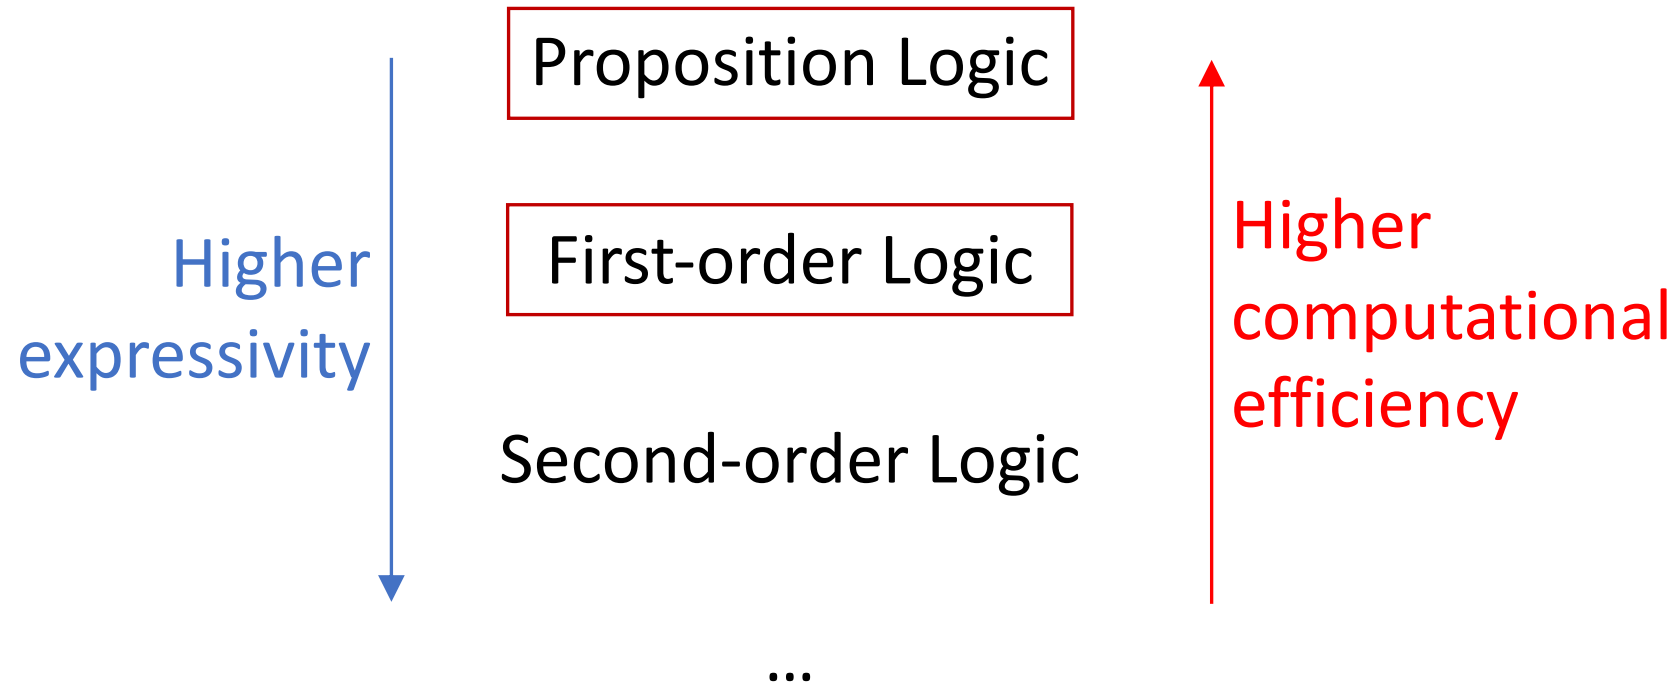 Proposition Logic
First-order Logic
Second-order Logic
...
Higher
expressivity
Higher
computational
efficiency